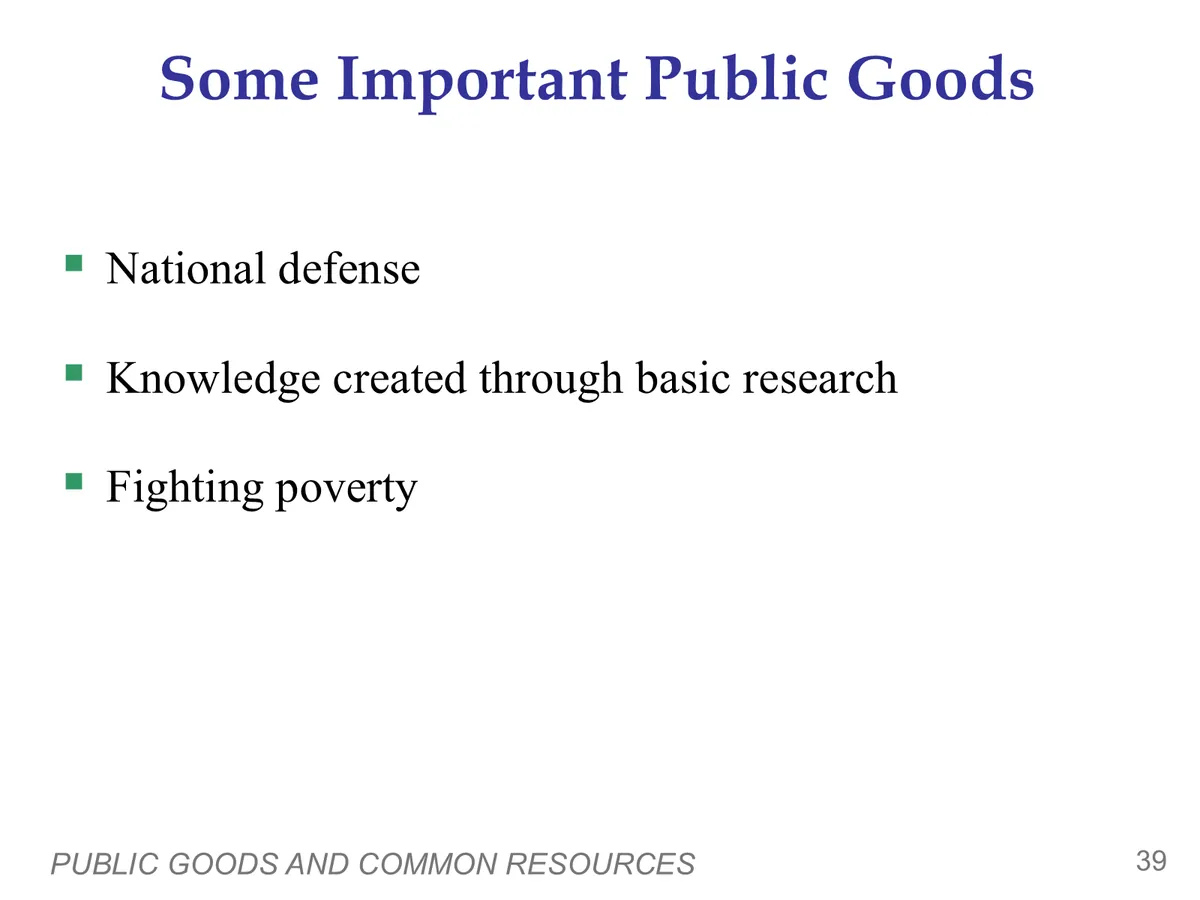 Some Important Public Goods
National defense
Knowledge created through basic research
Fighting poverty
PUBLIC GOODS AND COMMON RESOURCES
39